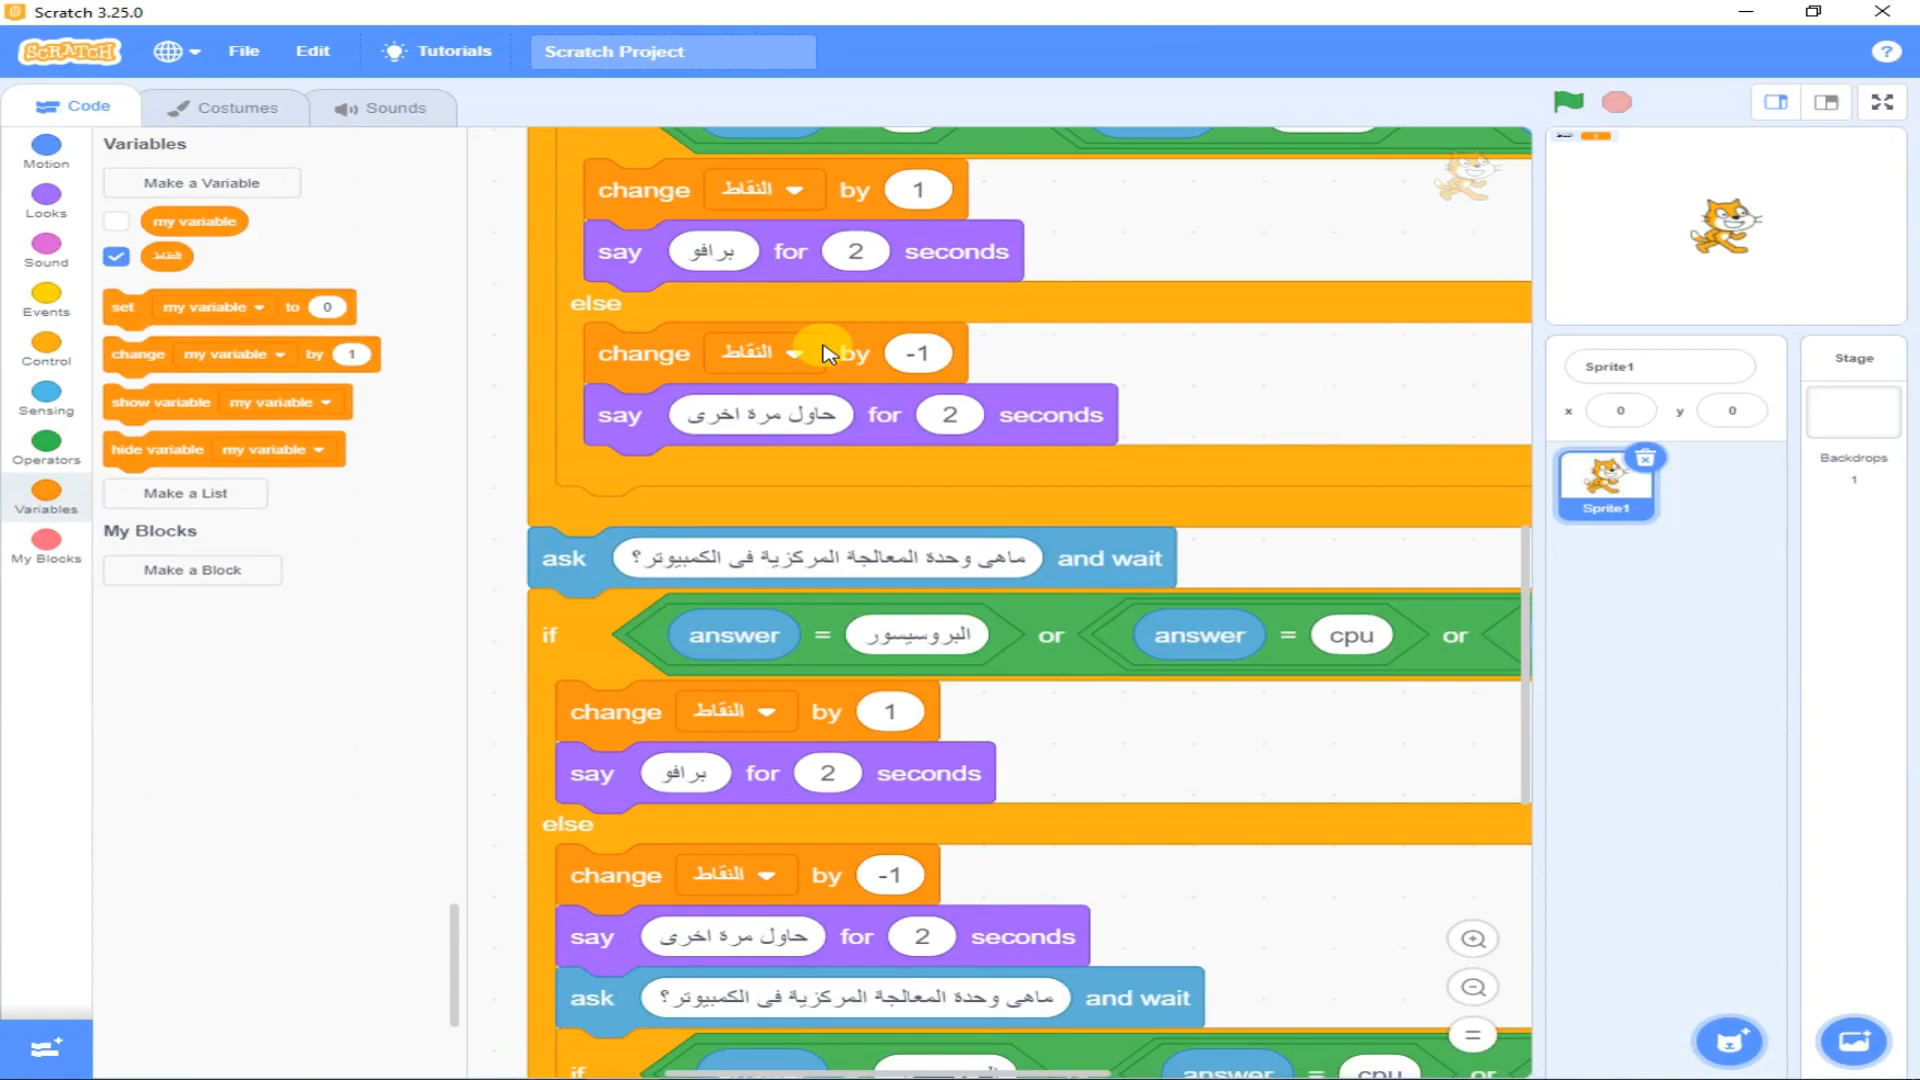 Scratch 3.25.0
SCRATCH
File
Edit
Tutorials
Scratch Project
?
Code
Costumes
Sounds
Motion
Looks
Sound
Events
Control
Sensing
Operators
Variables
My Blocks
Variables
Make a Variable
my variable
النقاط
set my variable to 0
change my variable by 1
show variable my variable
hide variable my variable
Make a List
My Blocks
Make a Block
change النقاط by 1
say برافو for 2 seconds
else
change النقاط by -1
say حاول مرة اخرى for 2 seconds
ask ماهى وحدة المعالجة المركزية فى الكمبيوتر؟ and wait
if answer = البروسيسور or answer = cpu or
change النقاط by 1
say برافو for 2 seconds
else
change النقاط by -1
say حاول مرة اخرى for 2 seconds
ask ماهى وحدة المعالجة المركزية فى الكمبيوتر؟ and wait
if answer = cpu or
Sprite1
x 0 y 0
Sprite1
Stage
Backdrops
1